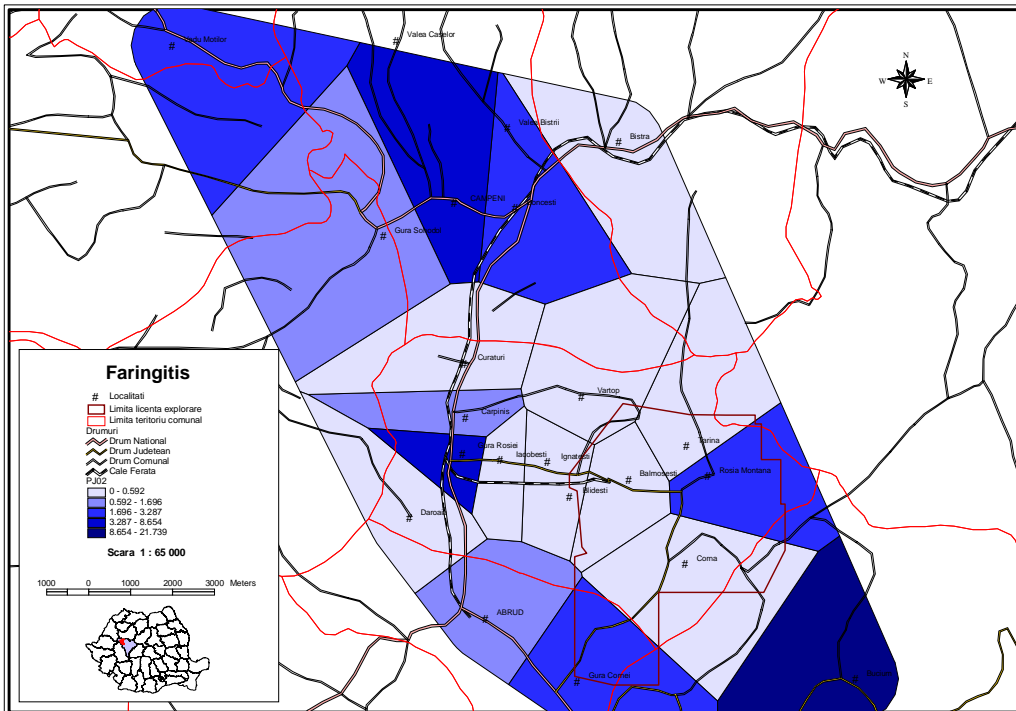 Vadu Motilor
Valea Caselor
N
W E
S
Valea Bistrii
Bistra
CAMPENI
Boncesti
Gura Sohodol
Curaturi
Vartop
Carpinis
Gura Rosiei
Iacobesti
Ignatesti
Tarina
Balmosesti
Rosia Montana
Blidesti
Daroaia
Corna
ABRUD
Gura Cornei
Faringitis
# Localitati
Limita licenta explorare
Limita teritoriu comunal
Drumuri
Drum National
Drum Judetean
Drum Comunal
Cale Ferata
PJ02
0 - 0.592
0.592 - 1.696
1.696 - 3.287
3.287 - 8.654
8.654 - 21.739
Scara 1 : 65 000
1000 0 1000 2000 3000 Meters